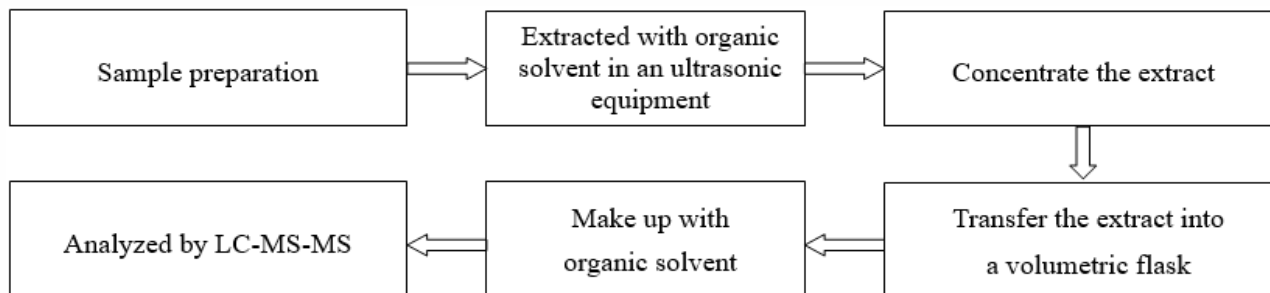 Sample preparation
Extracted with organic
solvent in an ultrasonic
equipment
Concentrate the extract
Transfer the extract into
a volumetric flask
Make up with
organic solvent
Analyzed by LC-MS-MS